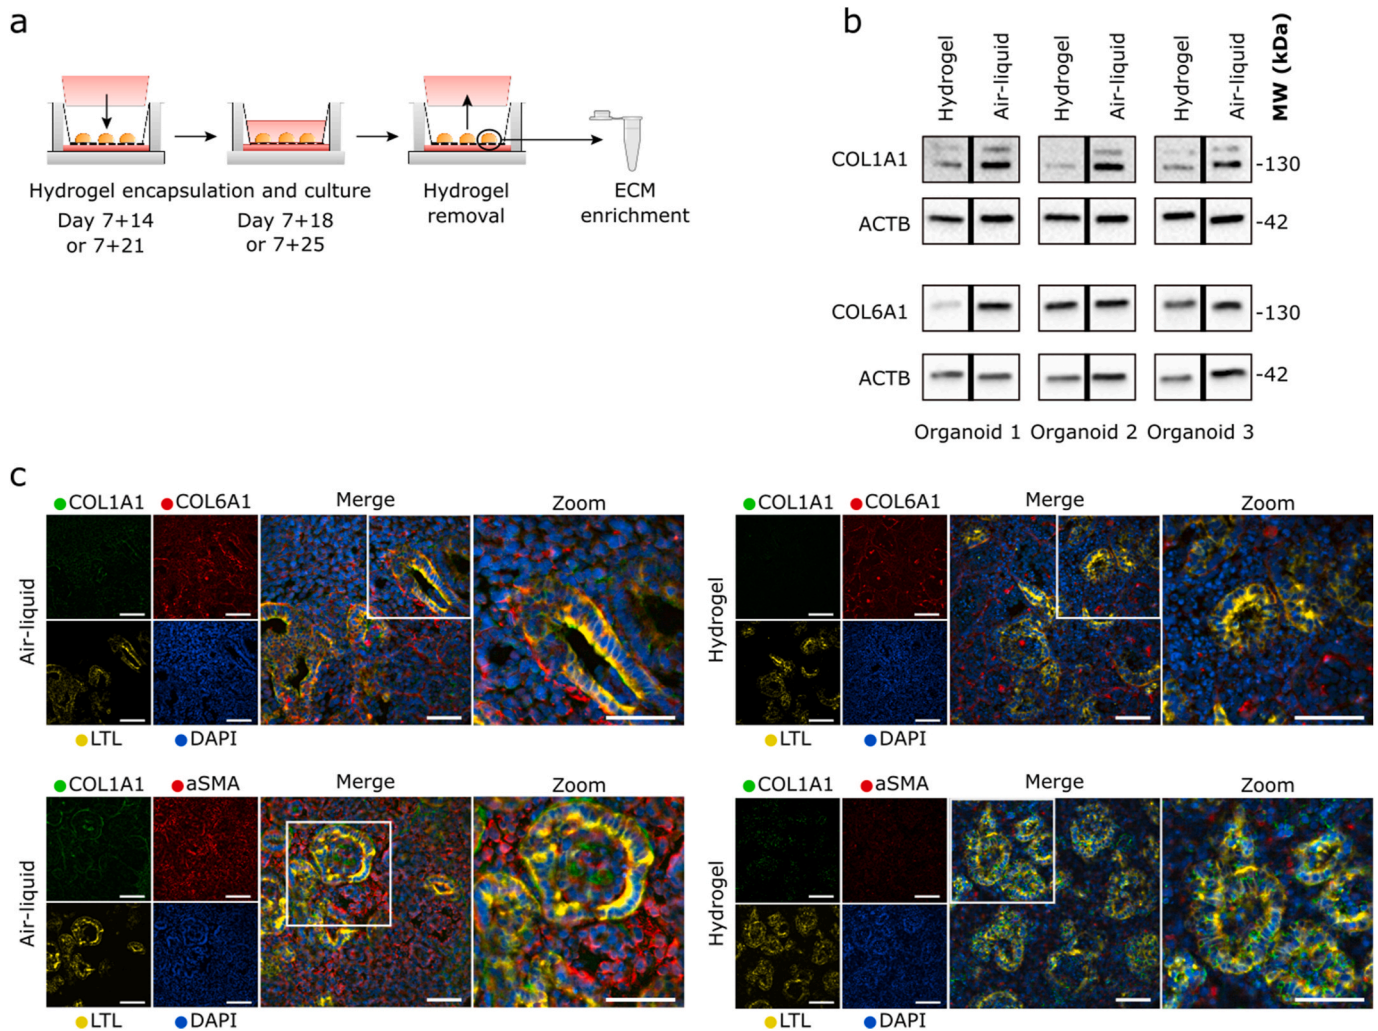 a
Hydrogel encapsulation and culture
Day 7+14
or 7+21
Day 7+18
or 7+25
Hydrogel
removal
ECM
enrichment
b
Hydrogel
Air-liquid
Hydrogel
Air-liquid
Hydrogel
Air-liquid
MW (kDa)
COL1A1
-130
ACTB
-42
COL6A1
-130
ACTB
-42
Organoid 1 Organoid 2 Organoid 3
c
COL1A1 COL6A1 Merge Zoom
Air-liquid
LTL DAPI
COL1A1 COL6A1 Merge Zoom
Hydrogel
LTL DAPI
COL1A1 aSMA Merge Zoom
Air-liquid
LTL DAPI
COL1A1 aSMA Merge Zoom
Hydrogel
LTL DAPI